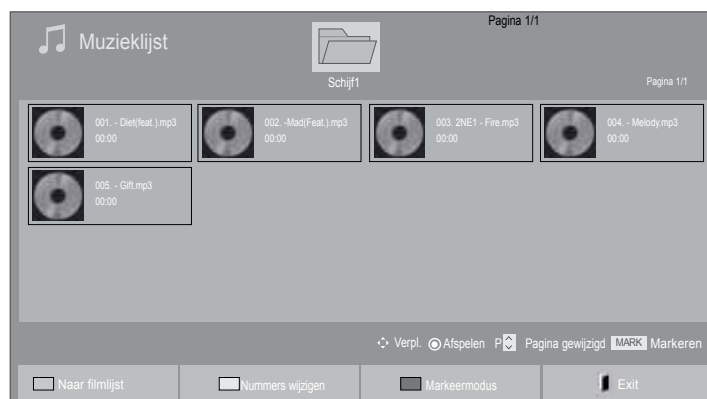 Pagina 1/1
Muzieklijst
Schijf1
Pagina 1/1
001. - Diet(feat.).mp3
00:00
002. -Mad(Feat.).mp3
00:00
003. 2NE1 - Fire.mp3
00:00
004. - Melody.mp3
00:00
005. - Gift.mp3
00:00
Verpl. Afspelen P Pagina gewijzigd MARK Markeren
Naar filmlijst Nummers wijzigen Markeermodus Exit